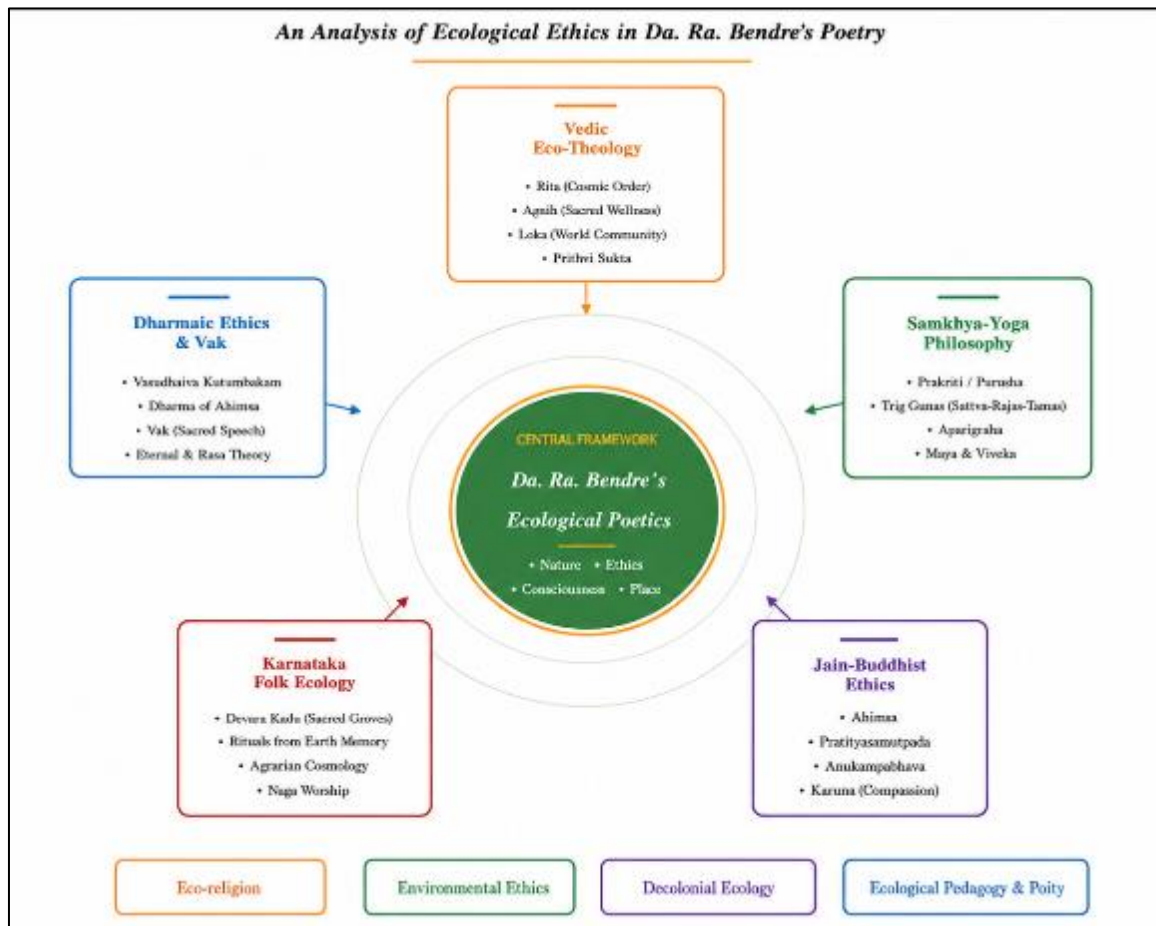 An Analysis of Ecological Ethics in Da. Ra. Bendre's Poetry
Vedic
Eco-Theology
• Rita (Cosmic Order)
• Agnih (Sacred Wellness)
• Loka (World Community)
• Prithvi Sukta
Dharmaic Ethics
& Vak
• Vasudhaiva Kutumbakam
• Dharma of Ahimsa
• Vak (Sacred Speech)
• Eternal & Rasa Theory
Samkhya-Yoga
Philosophy
• Prakriti / Purusha
• Trig Gunas (Sattva-Rajas-Tamas)
• Aparigraha
• Maya & Viveka
CENTRAL FRAMEWORK
Da. Ra. Bendre's
Ecological Poetics
• Nature • Ethics
• Consciousness • Place
Karnataka
Folk Ecology
• Devara Kadu (Sacred Groves)
• Rituals from Earth Memory
• Agrarian Cosmology
• Naga Worship
Jain-Buddhist
Ethics
• Ahimsa
• Pratityasamutpada
• Anukampabhava
• Karuna (Compassion)
Eco-religion
Environmental Ethics
Decolonial Ecology
Ecological Pedagogy & Poity